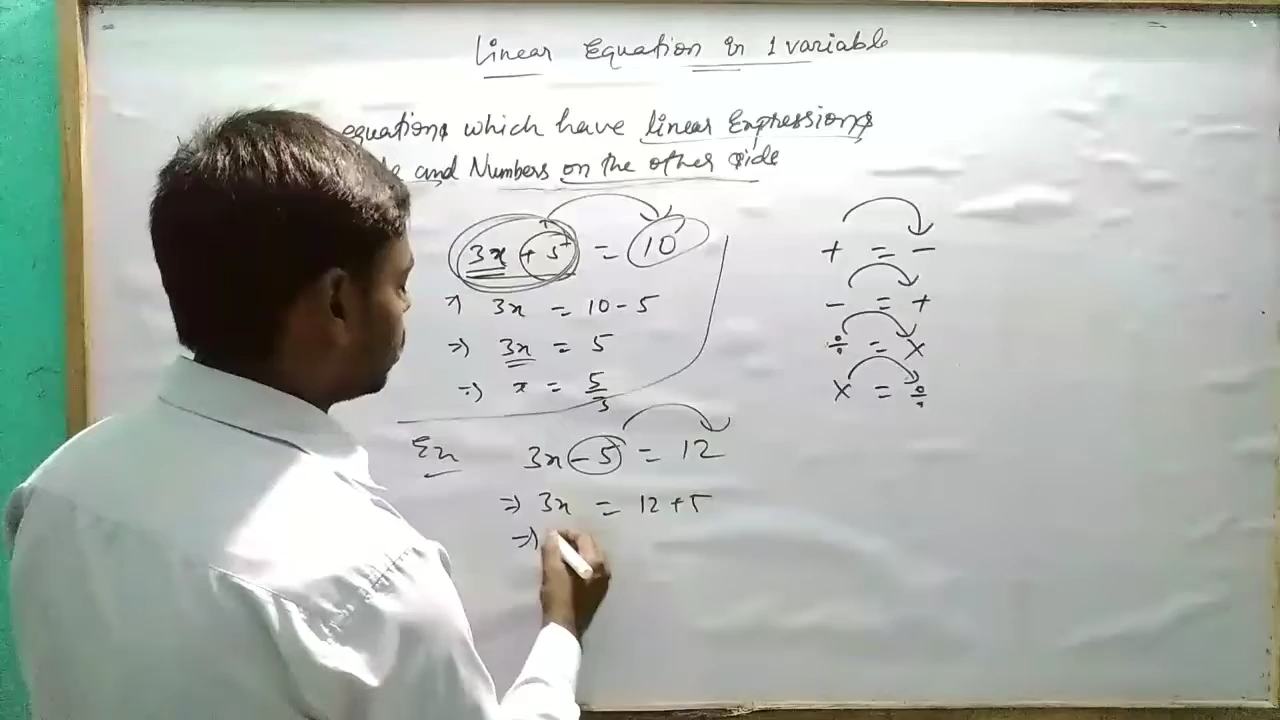 Linear Equation in 1 variable
equations which have linear Expressions
and Numbers on the other side
3x + 5 = 10
⇒ 3x = 10 - 5
⇒ 3x = 5
⇒ x = 5/3
+ = -
- = +
÷ = ×
× = ÷
Ex 3x - 5 = 12
⇒ 3x = 12 + 5
⇒